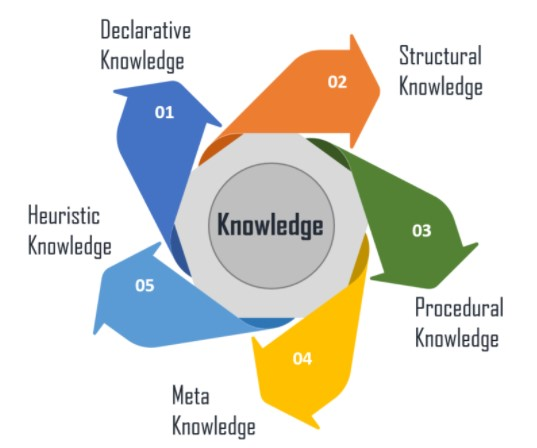 Declarative
Knowledge
01
02
Structural
Knowledge
03
Procedural
Knowledge
04
Meta
Knowledge
05
Heuristic
Knowledge
Knowledge